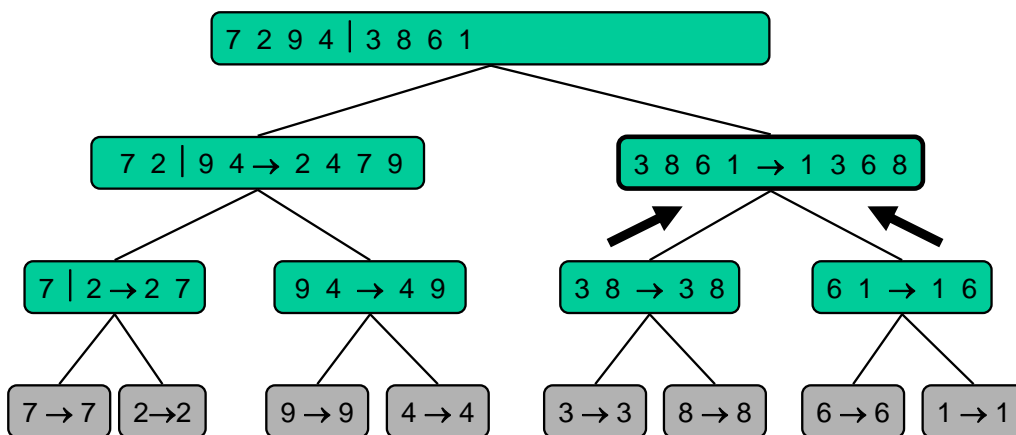 7 2 9 4 | 3 8 6 1
7 2 | 9 4 → 2 4 7 9
3 8 6 1 → 1 3 6 8
7 | 2 → 2 7
9 4 → 4 9
3 8 → 3 8
6 1 → 1 6
7 → 7
2→2
9 → 9
4 → 4
3 → 3
8 → 8
6 → 6
1 → 1